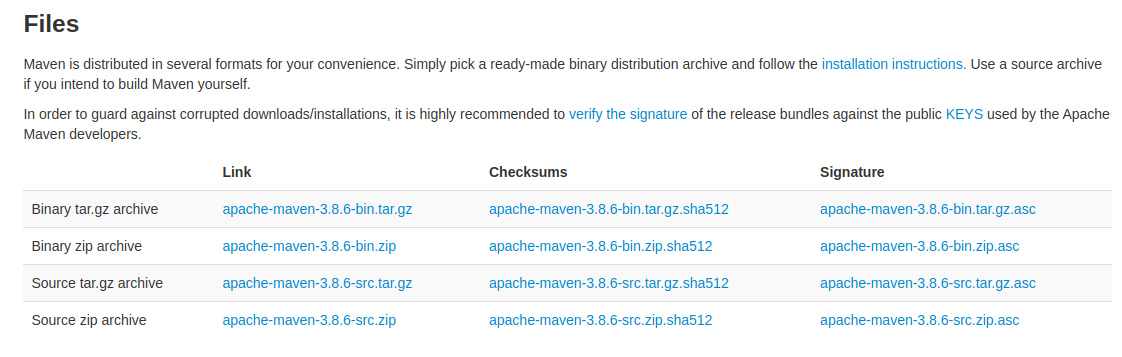 Files
Maven is distributed in several formats for your convenience. Simply pick a ready-made binary distribution archive and follow the installation instructions. Use a source archive
if you intend to build Maven yourself.
In order to guard against corrupted downloads/installations, it is highly recommended to verify the signature of the release bundles against the public KEYS used by the Apache
Maven developers.
Link Checksums Signature
Binary tar.gz archive apache-maven-3.8.6-bin.tar.gz apache-maven-3.8.6-bin.tar.gz.sha512 apache-maven-3.8.6-bin.tar.gz.asc
Binary zip archive apache-maven-3.8.6-bin.zip apache-maven-3.8.6-bin.zip.sha512 apache-maven-3.8.6-bin.zip.asc
Source tar.gz archive apache-maven-3.8.6-src.tar.gz apache-maven-3.8.6-src.tar.gz.sha512 apache-maven-3.8.6-src.tar.gz.asc
Source zip archive apache-maven-3.8.6-src.zip apache-maven-3.8.6-src.zip.sha512 apache-maven-3.8.6-src.zip.asc